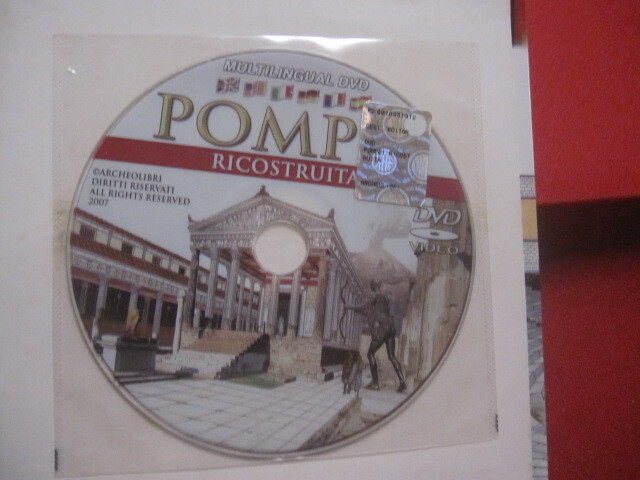 MULTILINGUAL DVD
POMP
RICOSTRUITA
©ARCHEOLIBRI
DIRITTI RISERVATI
ALL RIGHTS RESERVED
2007
DVD
VIDEO